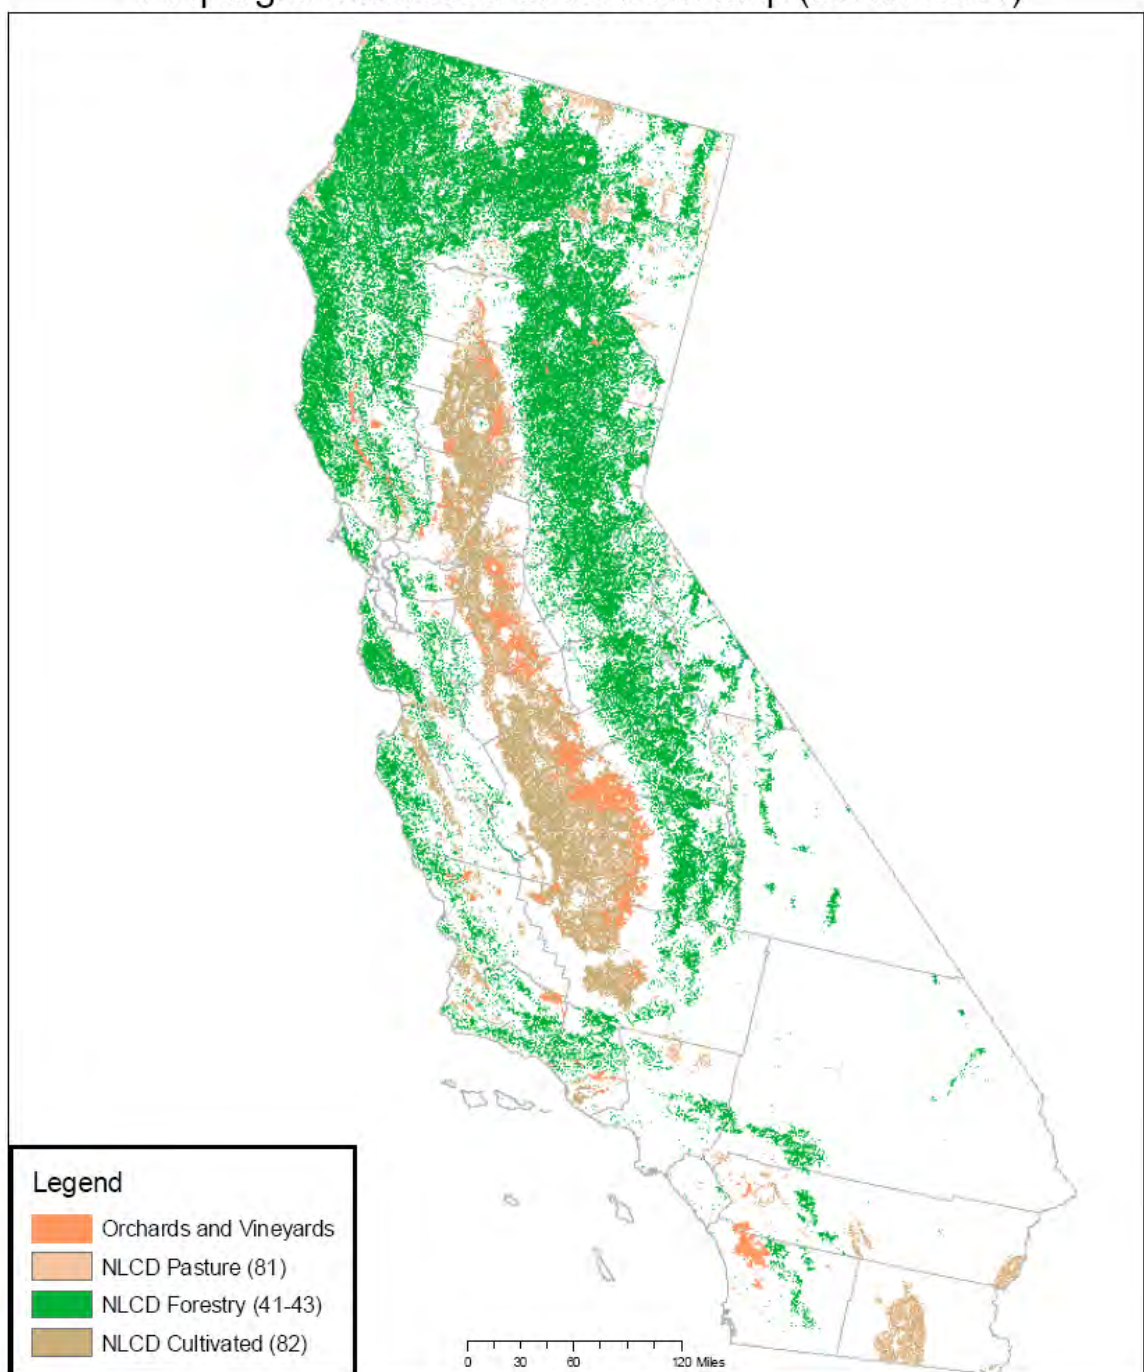 Legend
Orchards and Vineyards
NLCD Pasture (81)
NLCD Forestry (41-43)
NLCD Cultivated (82)
0 30 60 120 Miles